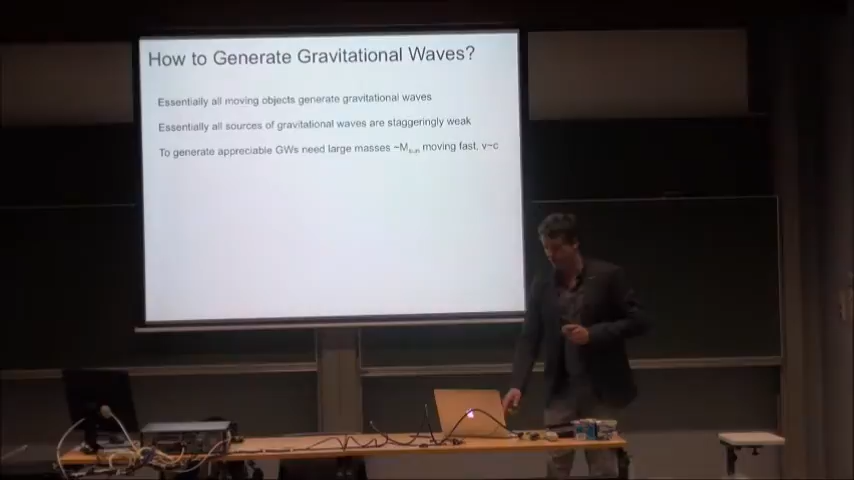 How to Generate Gravitational Waves?
Essentially all moving objects generate gravitational waves
Essentially all sources of gravitational waves are staggeringly weak
To generate appreciable GWs need large masses ~Msun moving fast, v~c